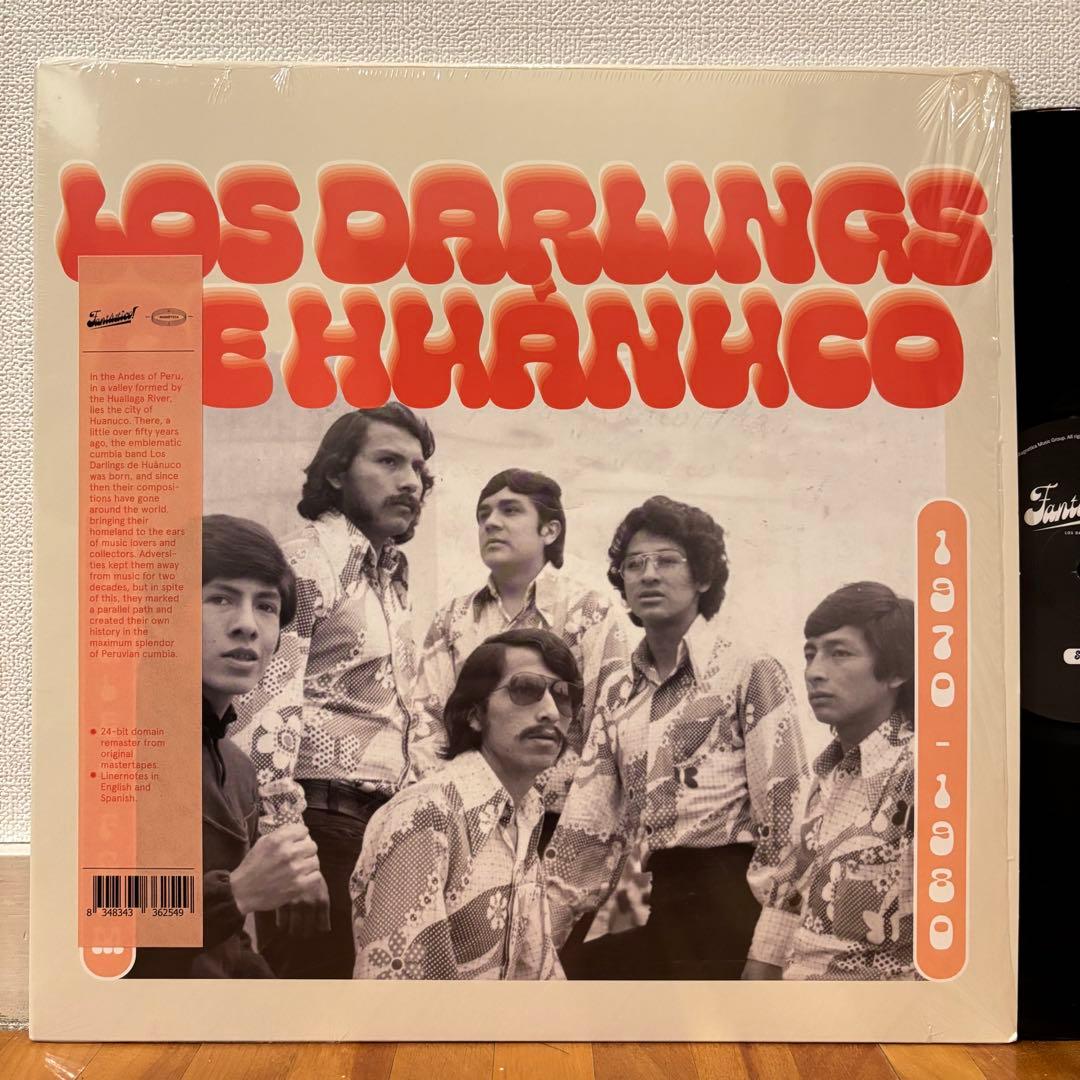 LOS DARLINGS
E HUÁNUCO
Fantástico!
In the Andes of Peru,
in a valley formed by
the Huallaga River,
lies the city of
Huanuco. There, a
little over fifty years
ago, the emblematic
cumbia band Los
Darlings de Huánuco
was born, and since
then their composi-
tions have gone
around the world,
bringing their
homeland to the ears
of music lovers and
collectors. Adversi-
ties kept them away
from music for two
decades, but in spite
of this, they marked
a parallel path and
created their own
history in the
maximum splendor
of Peruvian cumbia.
24-bit domain
remaster from
original
mastertapes.
Linernotes in
English and
Spanish.
8 348343 362549
1970 - 1980
Music Group. All